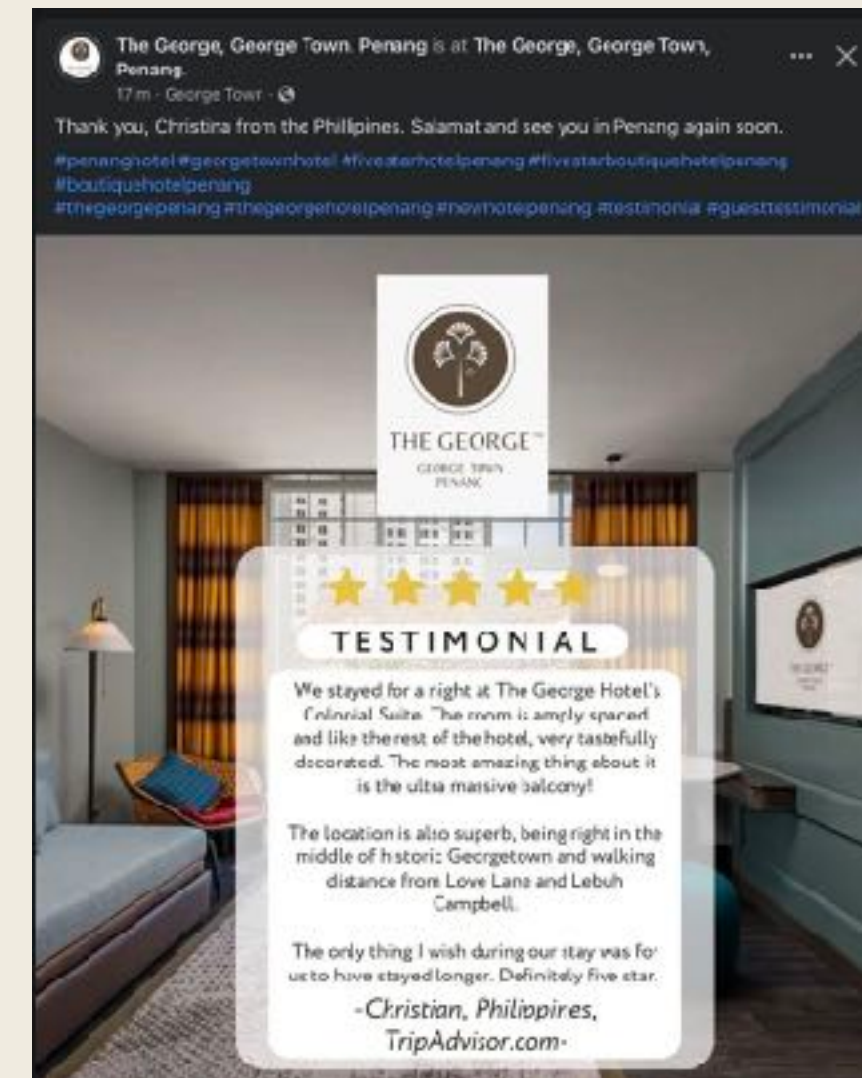 The George, George Town, Penang is at The George, George Town,
Penang.
17 m · George Town ·
Thank you, Christina from the Phillipines. Salamat and see you in Penang again soon.
#penanghotel #georgetownhotel #fivestarhotelpenang #fivestarboutiquehotelpenang
#boutiquehotelpenang
#thegeorgepenang #thegeorgehotelpenang #newhotelpenang #testimonial #guesttestimonial
THE GEORGE™
GEORGE TOWN
PENANG
TESTIMONIAL
THE GEORGE
We stayed for a night at The George Hotel's
Colonial Suite. The room is amply spaced
and like the rest of the hotel, very tastefully
decorated. The most amazing thing about it
is the ultra massive balcony!
The location is also superb, being right in the
middle of historic Georgetown and walking
distance from Love Lane and Lebuh
Campbell.
The only thing I wish during our stay was for
us to have stayed longer. Definitely five star.
-Christian, Philippines,
TripAdvisor.com-